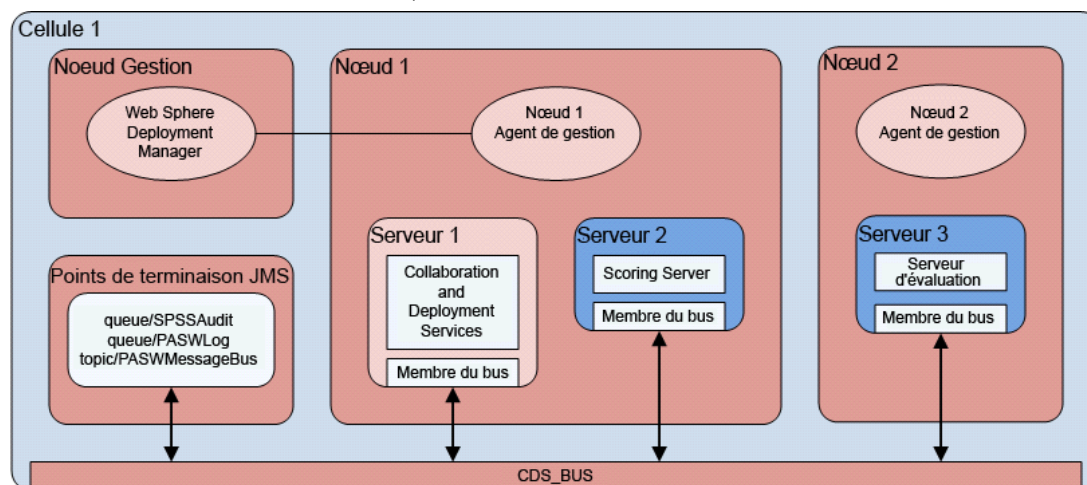 Cellule 1
Noeud Gestion
Web Sphere
Deployment
Manager
Nœud 1
Nœud 1
Agent de gestion
Nœud 2
Nœud 2
Agent de gestion
Points de terminaison JMS
queue/SPSSAudit
queue/PASWLog
topic/PASWMessageBus
Serveur 1
Collaboration
and
Deployment
Services
Membre du bus
Serveur 2
Scoring Server
Membre du bus
Serveur 3
Serveur
d'évaluation
Membre du bus
CDS_BUS